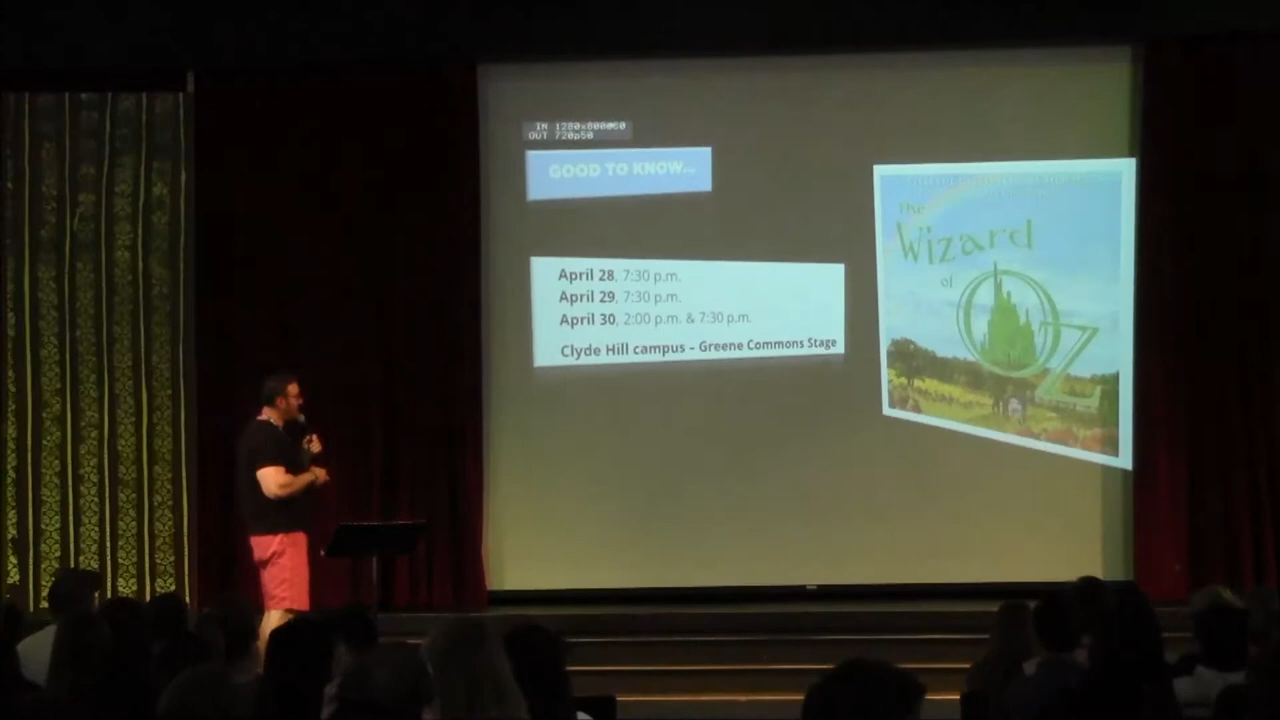 IN 1280x800@60
OUT 720p50
GOOD TO KNOW...
April 28, 7:30 p.m.
April 29, 7:30 p.m.
April 30, 2:00 p.m. & 7:30 p.m.
Clyde Hill campus – Greene Commons Stage
The
Wizard
of OZ